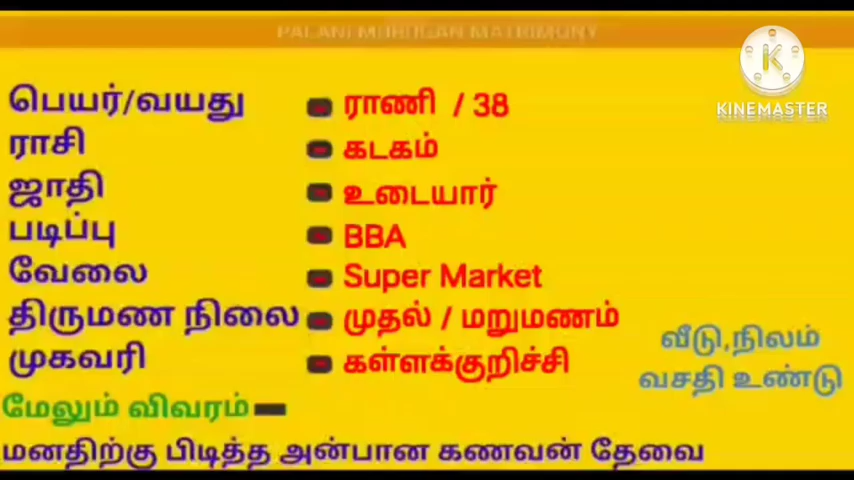 PALANI MURUGAN MATRIMONY
KINEMASTER
பெயர்/வயது - ராணி / 38
ராசி - கடகம்
ஜாதி - உடையார்
படிப்பு - BBA
வேலை - Super Market
திருமண நிலை - முதல் / மறுமணம்
முகவரி - கள்ளக்குறிச்சி
வீடு,நிலம்
வசதி உண்டு
மேலும் விவரம் -
மனதிற்கு பிடித்த அன்பான கணவன் தேவை